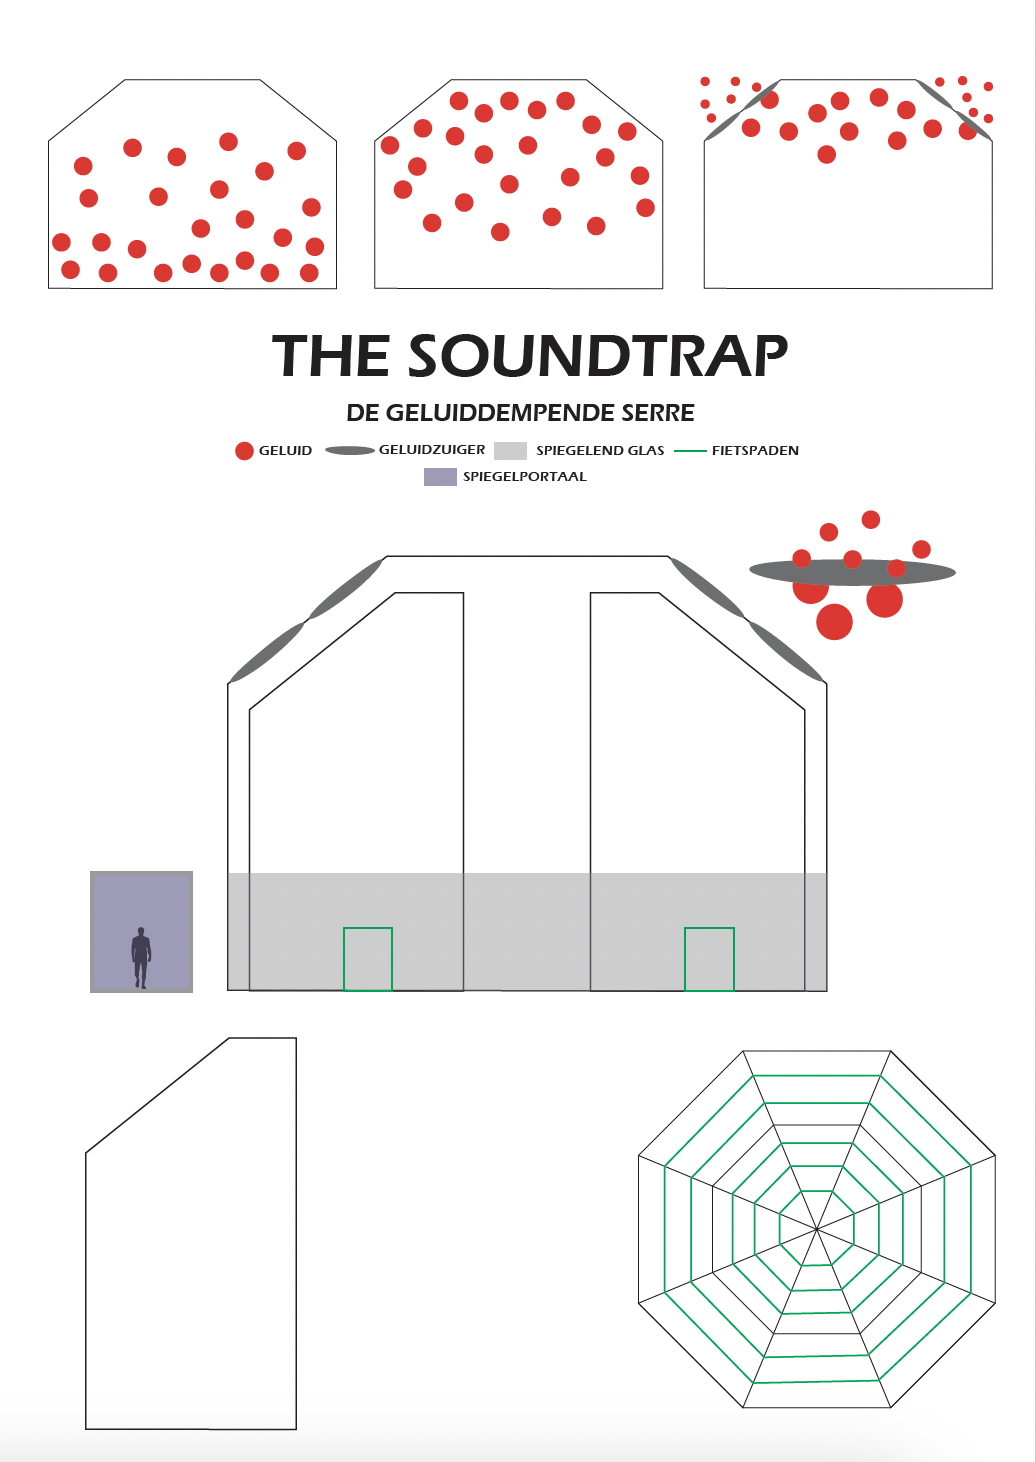 THE SOUNDTRAP
DE GELUIDDEMPENDE SERRE
GELUID GELUIDZUIGER SPIEGELEND GLAS FIETSPADEN
SPIEGELPORTAAL